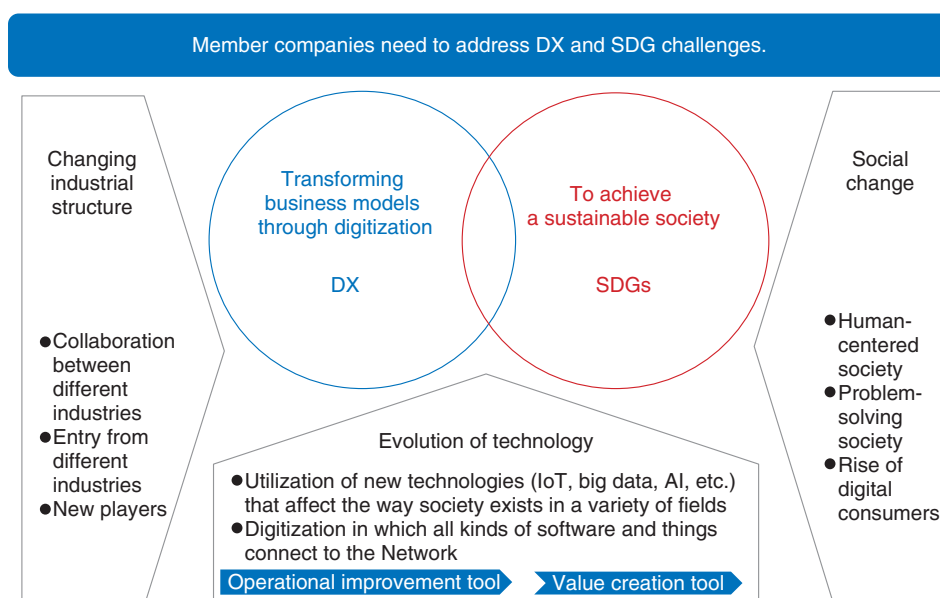 Member companies need to address DX and SDG challenges.
Changing
industrial
structure
●Collaboration
between
different
industries
●Entry from
different
industries
●New players
Transforming
business models
through digitization
DX
To achieve
a sustainable society
SDGs
Social
change
●Human-
centered
society
●Problem-
solving
society
●Rise of
digital
consumers
Evolution of technology
●Utilization of new technologies (IoT, big data, AI, etc.)
that affect the way society exists in a variety of fields
●Digitization in which all kinds of software and things
connect to the Network
Operational improvement tool
Value creation tool